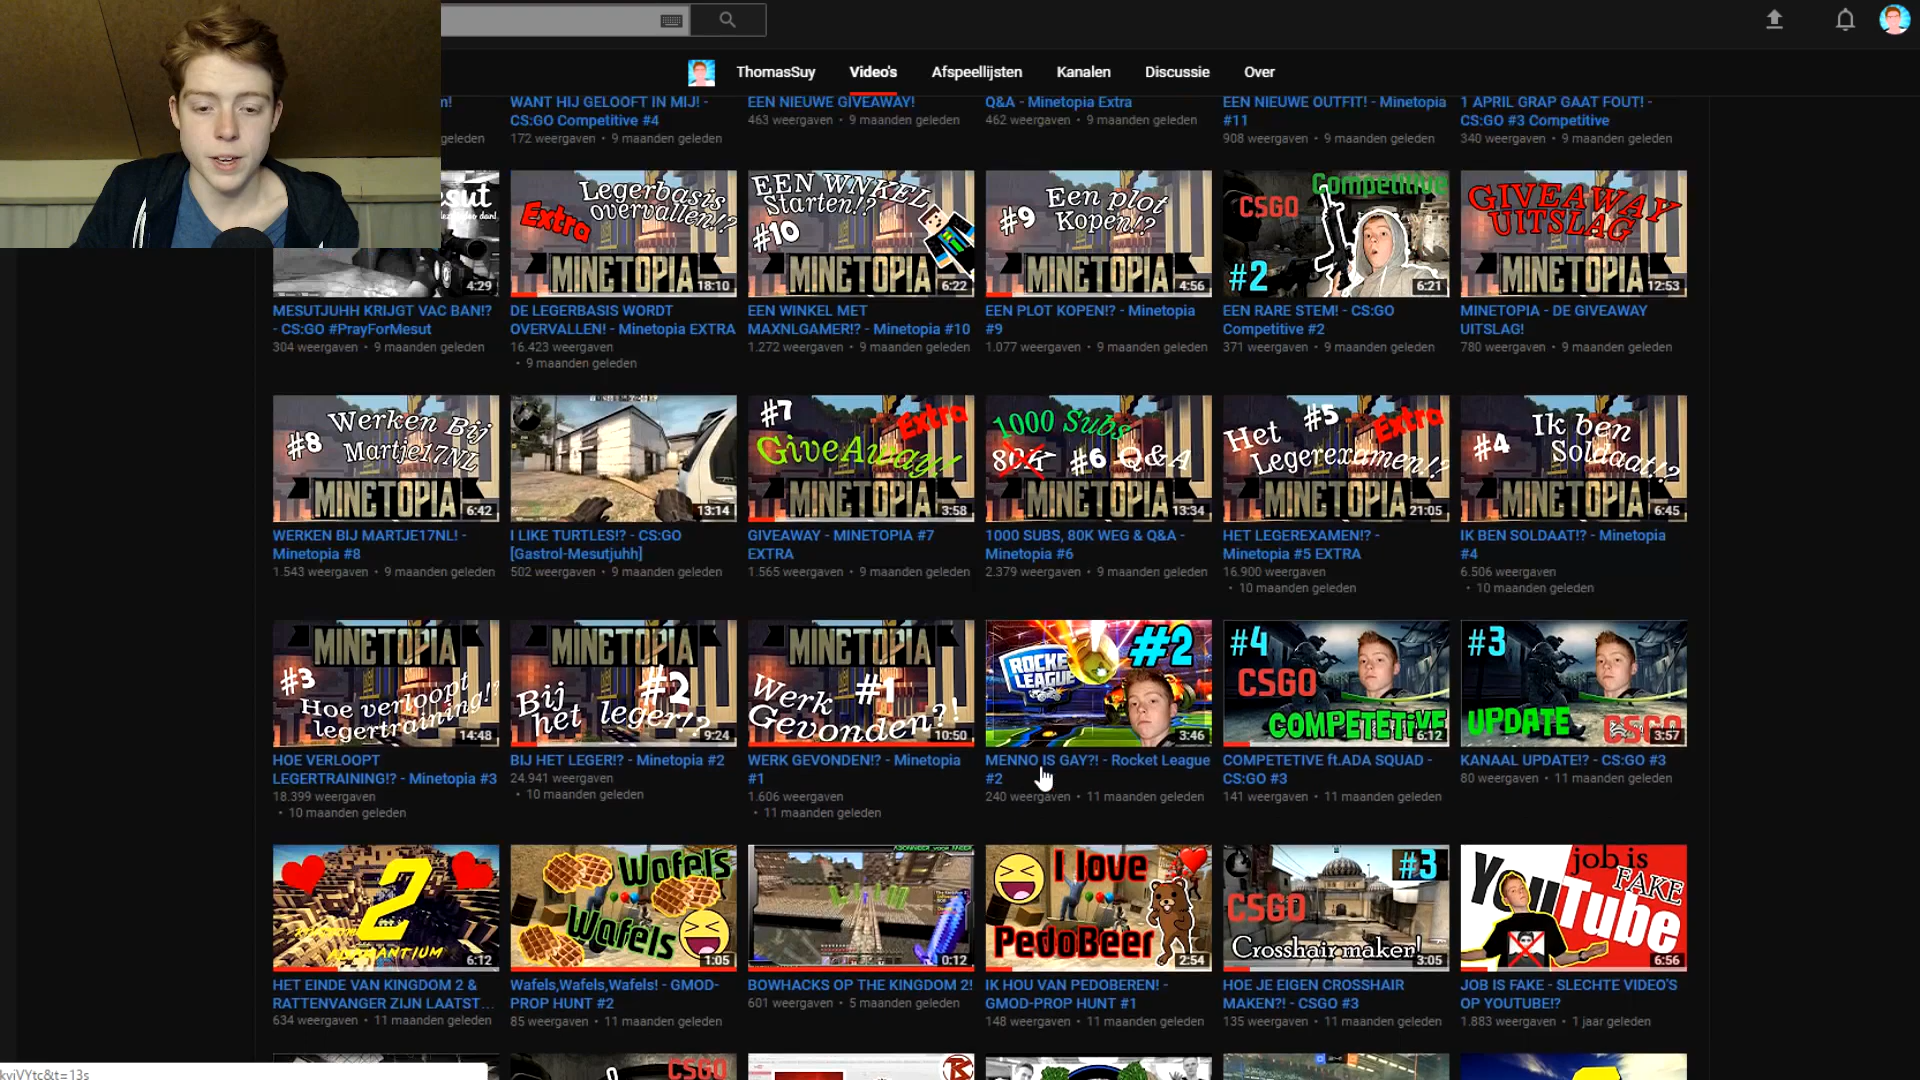 ThomasSuy Video's Afspeellijsten Kanalen Discussie Over
WANT HIJ GELOOFT IN MIJ! -
CS:GO Competitive #4
172 weergaven • 9 maanden geleden
EEN NIEUWE GIVEAWAY!
463 weergaven • 9 maanden geleden
Q&A - Minetopia Extra
462 weergaven • 9 maanden geleden
EEN NIEUWE OUTFIT! - Minetopia
#11
908 weergaven • 9 maanden geleden
1 APRIL GRAP GAAT FOUT! -
CS:GO #3 Competitive
340 weergaven • 9 maanden geleden
4:29
MESUTJUHH KRIJGT VAC BAN!?
- CS:GO #PrayForMesut
304 weergaven • 9 maanden geleden
Legerbasis
overvallen!?
Extra
MINETOPIA
18:10
DE LEGERBASIS WORDT
OVERVALLEN! - Minetopia EXTRA
16.423 weergaven
• 9 maanden geleden
EEN WNKEL
Starten!?
#10
MINETOPIA
6:22
EEN WINKEL MET
MAXNLGAMER!? - Minetopia #10
1.272 weergaven • 9 maanden geleden
#9 Een plot
Kopen!?
MINETOPIA
4:56
EEN PLOT KOPEN!? - Minetopia
#9
1.077 weergaven • 9 maanden geleden
Competitive
CSGO
#2
6:21
EEN RARE STEM! - CS:GO
Competitive #2
371 weergaven • 9 maanden geleden
GIVEAWAY
UITSLAG
MINETOPIA
12:53
MINETOPIA - DE GIVEAWAY
UITSLAG!
780 weergaven • 9 maanden geleden
#8 Werken Bij
Martje17NL
MINETOPIA
6:42
WERKEN BIJ MARTJE17NL! -
Minetopia #8
1.543 weergaven • 9 maanden geleden
13:14
I LIKE TURTLES!? - CS:GO
[Gastrol-Mesutjuhh]
502 weergaven • 9 maanden geleden
#7 Extra
GiveAway!
MINETOPIA
3:58
GIVEAWAY - MINETOPIA #7
EXTRA
1.565 weergaven • 9 maanden geleden
1000 Subs
80K #6 Q&A
MINETOPIA
13:34
1000 SUBS, 80K WEG & Q&A -
Minetopia #6
2.379 weergaven • 9 maanden geleden
#5 Extra
Het
Legerexamen!?
MINETOPIA
21:05
HET LEGEREXAMEN!? -
Minetopia #5 EXTRA
16.900 weergaven
• 10 maanden geleden
#4 Ik ben
Soldaat!?
MINETOPIA
6:45
IK BEN SOLDAAT!? - Minetopia
#4
6.506 weergaven
• 10 maanden geleden
MINETOPIA
#3
Hoe verloopt
legertraining!?
14:48
HOE VERLOOPT
LEGERTRAINING!? - Minetopia #3
18.399 weergaven
• 10 maanden geleden
MINETOPIA
#2
Bij
het leger!?
9:24
BIJ HET LEGER!? - Minetopia #2
24.941 weergaven
• 10 maanden geleden
MINETOPIA
Werk #1
Gevonden?!
10:50
WERK GEVONDEN!? - Minetopia
#1
1.606 weergaven
• 11 maanden geleden
ROCKET
LEAGUE
#2
3:46
MENNO IS GAY?! - Rocket League
#2
240 weergaven • 11 maanden geleden
#4
CSGO
COMPETETiVE
6:12
COMPETETIVE ft.ADA SQUAD -
CS:GO #3
141 weergaven • 11 maanden geleden
#3
UPDATE
CSGO
3:57
KANAAL UPDATE!? - CS:GO #3
80 weergaven • 11 maanden geleden
2
6:12
HET EINDE VAN KINGDOM 2 &
RATTENVANGER ZIJN LAATST...
634 weergaven • 11 maanden geleden
Wafels
Wafels
1:05
Wafels,Wafels,Wafels! - GMOD-
PROP HUNT #2
85 weergaven • 11 maanden geleden
0:12
BOWHACKS OP THE KINGDOM 2!
601 weergaven • 5 maanden geleden
I love
PedoBeer
2:54
IK HOU VAN PEDOBEREN! -
GMOD-PROP HUNT #1
148 weergaven • 11 maanden geleden
#3
CSGO
Crosshair maker!
3:05
HOE JE EIGEN CROSSHAIR
MAKEN?! - CSGO #3
135 weergaven • 11 maanden geleden
job is
FAKE
YouTube
6:56
JOB IS FAKE - SLECHTE VIDEO'S
OP YOUTUBE!?
1.883 weergaven • 1 jaar geleden
CSGO